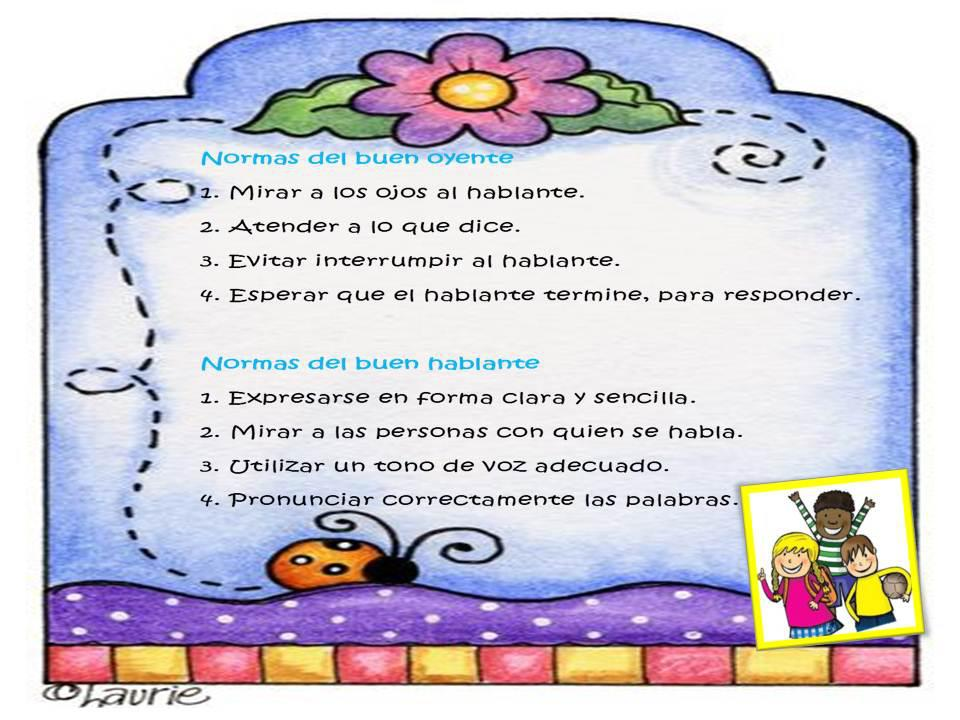 Normas del buen oyente
1. Mirar a los ojos al hablante.
2. Atender a lo que dice.
3. Evitar interrumpir al hablante.
4. Esperar que el hablante termine, para responder.
Normas del buen hablante
1. Expresarse en forma clara y sencilla.
2. Mirar a las personas con quien se habla.
3. Utilizar un tono de voz adecuado.
4. Pronunciar correctamente las palabras.
©Laurie